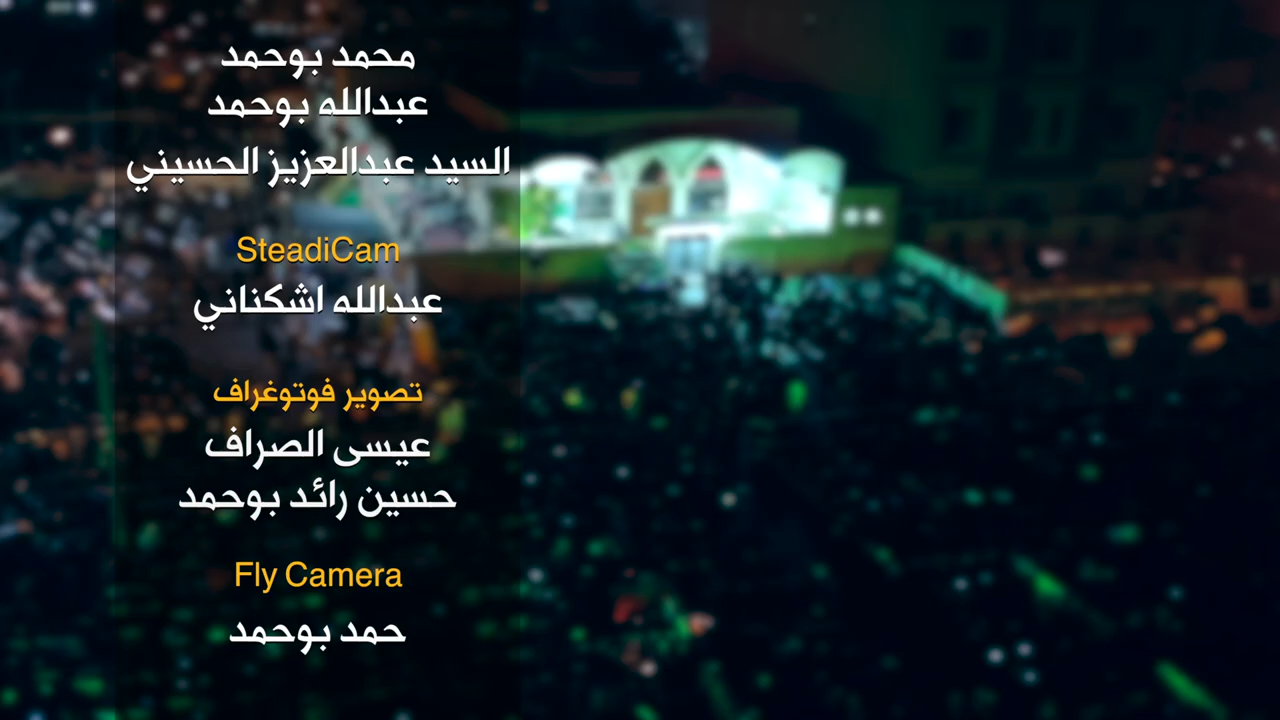 محمد بوحمد
عبدالله بوحمد
السيد عبدالعزيز الحسيني
SteadiCam
عبدالله اشكناني
تصوير فوتوغراف
عيسى الصراف
حسين رائد بوحمد
Fly Camera
حمد بوحمد